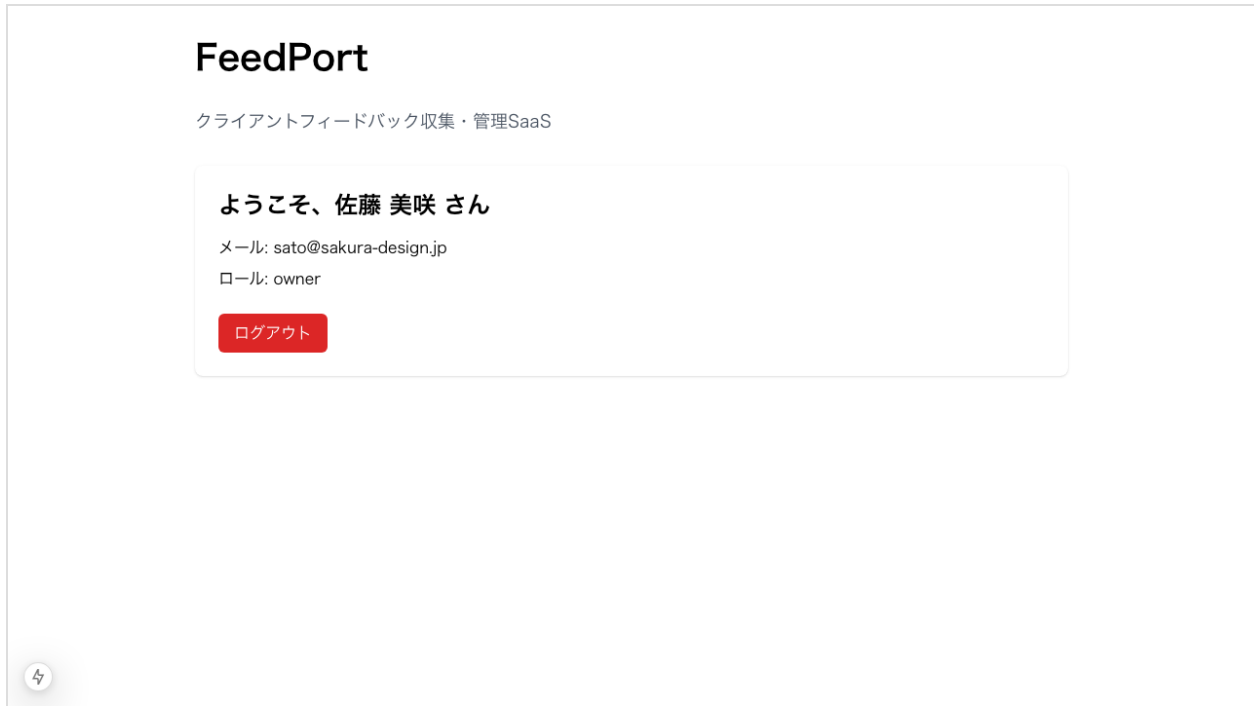 FeedPort
クライアントフィードバック収集・管理SaaS
ようこそ、佐藤 美咲 さん
メール: sato@sakura-design.jp
ロール: owner
ログアウト